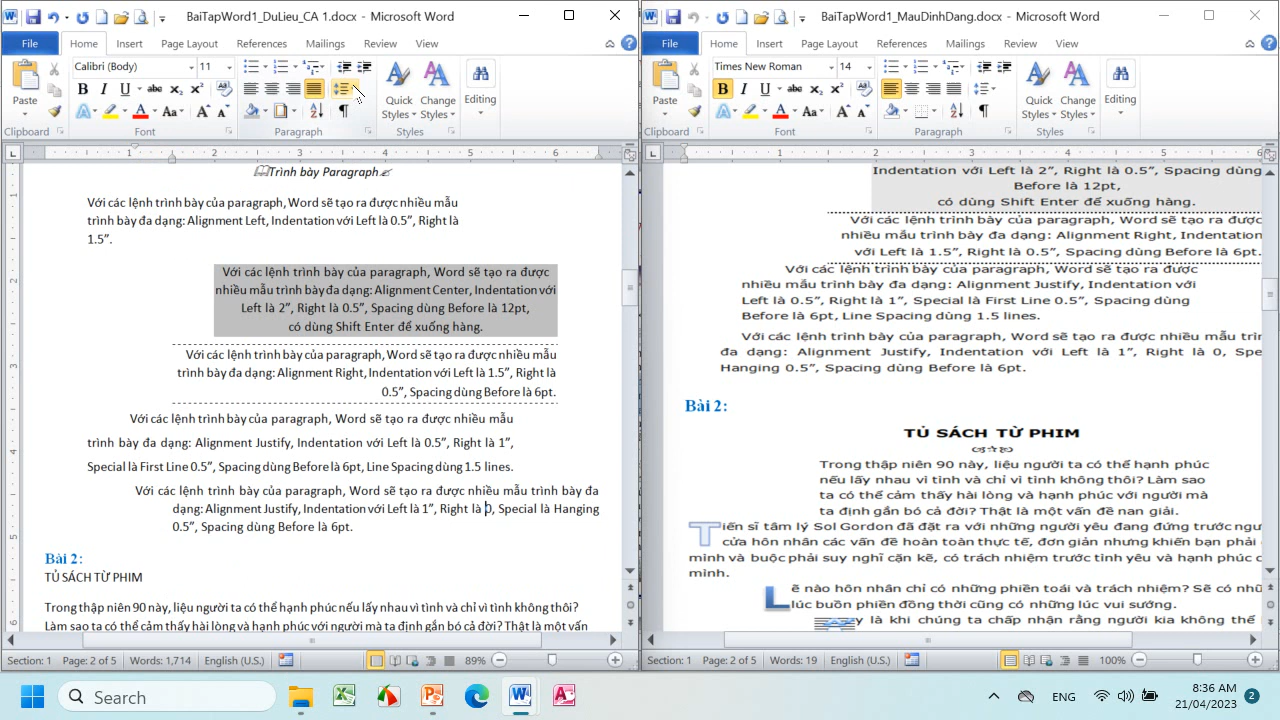 BaiTapWord1_DuLieu_CA 1.docx - Microsoft Word
File Home Insert Page Layout References Mailings Review View
Calibri (Body) 11
Paste
Quick Styles
Change Styles
Editing
Clipboard Font Paragraph Styles
1 2 3 4 5 6
Trình bày Paragraph
Với các lệnh trình bày của paragraph, Word sẽ tạo ra được nhiều mẫu
trình bày đa dạng: Alignment Left, Indentation với Left là 0.5”, Right là
1.5”.
Với các lệnh trình bày của paragraph, Word sẽ tạo ra được
nhiều mẫu trình bày đa dạng: Alignment Center, Indentation với
Left là 2”, Right là 0.5”, Spacing dùng Before là 12pt,
có dùng Shift Enter để xuống hàng.
Với các lệnh trình bày của paragraph, Word sẽ tạo ra được nhiều mẫu
trình bày đa dạng: Alignment Right, Indentation với Left là 1.5”, Right là
0.5”, Spacing dùng Before là 6pt.
Với các lệnh trình bày của paragraph, Word sẽ tạo ra được nhiều mẫu
trình bày đa dạng: Alignment Justify, Indentation với Left là 0.5”, Right là 1”,
Special là First Line 0.5”, Spacing dùng Before là 6pt, Line Spacing dùng 1.5 lines.
Với các lệnh trình bày của paragraph, Word sẽ tạo ra được nhiều mẫu trình bày đa
dạng: Alignment Justify, Indentation với Left là 1”, Right là 0, Special là Hanging
0.5”, Spacing dùng Before là 6pt.
Bài 2:
TỦ SÁCH TỪ PHIM
Trong thập niên 90 này, liệu người ta có thể hạnh phúc nếu lấy nhau vì tình và chỉ vì tình không thôi?
Làm sao ta có thể cảm thấy hài lòng và hạnh phúc với người mà ta định gắn bó cả đời? Thật là một vấn
Section: 1 Page: 2 of 5 Words: 1,714 English (U.S.) 89%
BaiTapWord1_MauDinhDang.docx - Microsoft Word
File Home Insert Page Layout References Mailings Review View
Times New Roman 14
Paste
Quick Styles
Change Styles
Editing
Clipboard Font Paragraph Styles
1 2 3 4 5 6
Indentation với Left là 2”, Right là 0.5”, Spacing dùng
Before là 12pt,
có dùng Shift Enter để xuống hàng.
Với các lệnh trình bày của paragraph, Word sẽ tạo ra được
nhiều mẫu trình bày đa dạng: Alignment Right, Indentation
với Left là 1.5”, Right là 0.5”, Spacing dùng Before là 6pt.
Với các lệnh trình bày của paragraph, Word sẽ tạo ra được
nhiều mẫu trình bày đa dạng: Alignment Justify, Indentation với
Left là 0.5”, Right là 1”, Special là First Line 0.5”, Spacing dùng
Before là 6pt, Line Spacing dùng 1.5 lines.
Với các lệnh trình bày của paragraph, Word sẽ tạo ra được nhiều mẫu trì
đa dạng: Alignment Justify, Indentation với Left là 1”, Right là 0, Spe
Hanging 0.5”, Spacing dùng Before là 6pt.
Bài 2:
TỦ SÁCH TỪ PHIM
Trong thập niên 90 này, liệu người ta có thể hạnh phúc
nếu lấy nhau vì tình và chỉ vì tình không thôi? Làm sao
ta có thể cảm thấy hài lòng và hạnh phúc với người mà
ta định gắn bó cả đời? Thật là một vấn đề nan giải.
Tiến sĩ tâm lý Sol Gordon đã đặt ra với những người yêu đang đứng trước ngư
cửa hôn nhân các vấn đề hoàn toàn thực tế, đơn giản nhưng khiến bạn phải
mình và buộc phải suy nghĩ cặn kẽ, có trách nhiệm trước tình yêu và hạnh phúc c
mình.
Lẽ nào hôn nhân chỉ có những phiền toái và trách nhiệm? Sẽ có nhữ
lúc buồn phiền đồng thời cũng có những lúc vui sướng.
y là khi chúng ta chấp nhận rằng người kia không thể
Section: 1 Page: 2 of 5 Words: 19 English (U.S.) 100%
Search
ENG
8:36 AM
21/04/2023
2